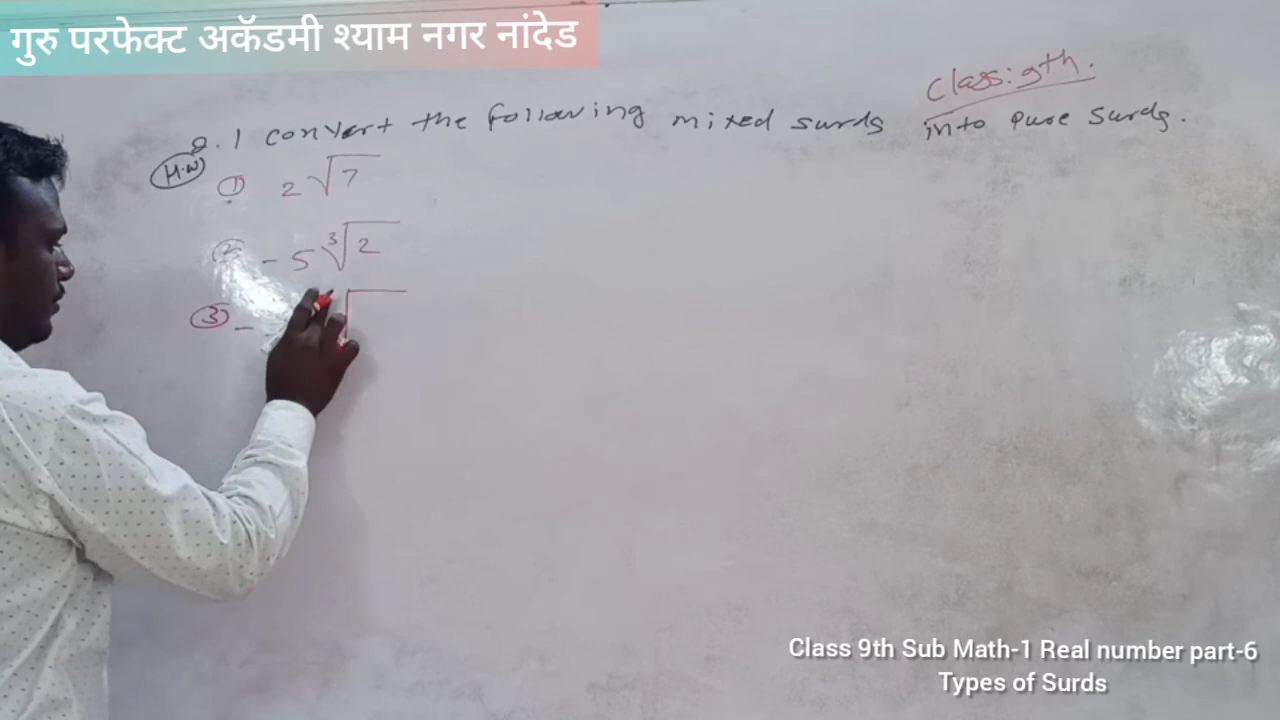 गुरु परफेक्ट अकॅडमी श्याम नगर नांदेड
Class: 9th.
Q.1 convert the following mixed surds into pure surds.
H.W
① 2√7
② -5∛2
③ -
Class 9th Sub Math-1 Real number part-6
Types of Surds